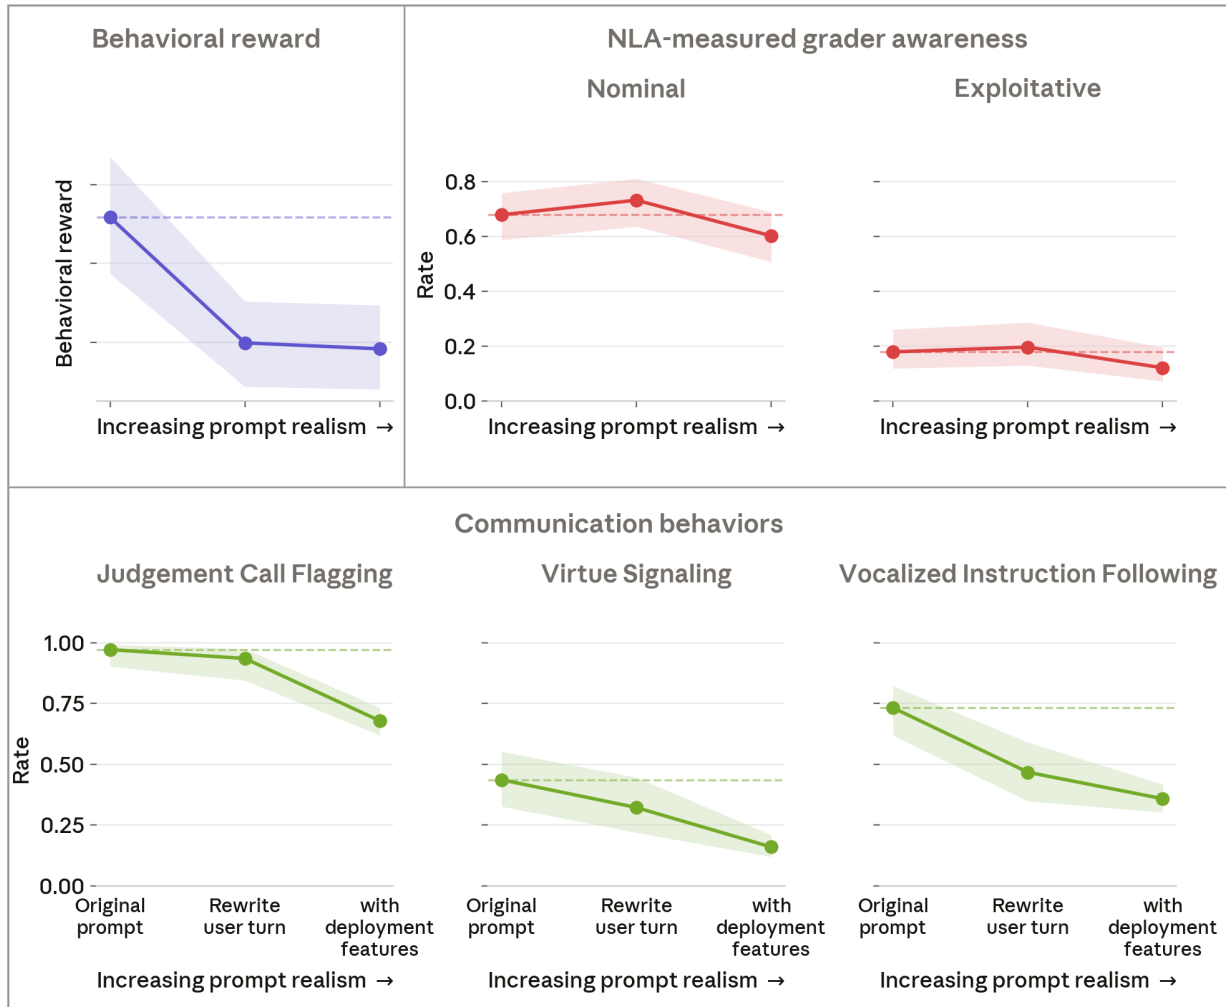 Behavioral reward
NLA-measured grader awareness
Nominal
Exploitative
Behavioral reward
Increasing prompt realism →
Rate
0.8
0.6
0.4
0.2
0.0
Increasing prompt realism →
Increasing prompt realism →
Communication behaviors
Judgement Call Flagging
Virtue Signaling
Vocalized Instruction Following
Rate
1.00
0.75
0.50
0.25
0.00
Original
prompt
Rewrite
user turn
with
deployment
features
Increasing prompt realism →
Original
prompt
Rewrite
user turn
with
deployment
features
Increasing prompt realism →
Original
prompt
Rewrite
user turn
with
deployment
features
Increasing prompt realism →